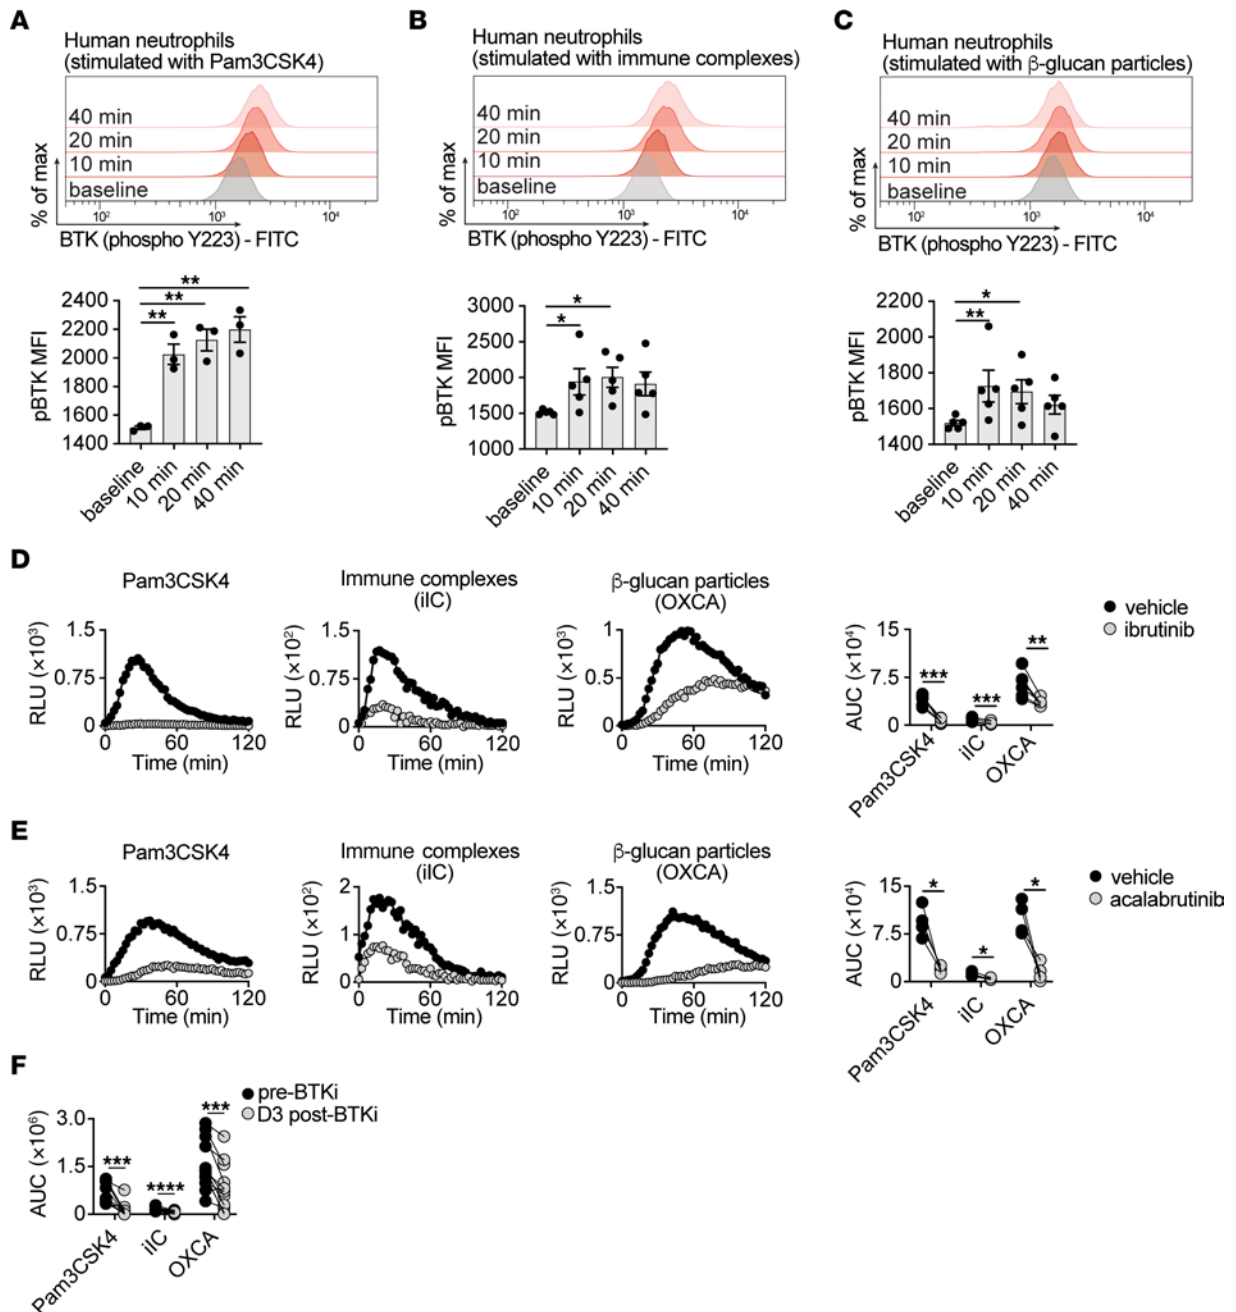 A
Human neutrophils
(stimulated with Pam3CSK4)
% of max
40 min
20 min
10 min
baseline
10² 10³ 10⁴
BTK (phospho Y223) - FITC
pBTK MFI
2400
2200
2000
1800
1600
1400
**
**
**
baseline
10 min
20 min
40 min
B
Human neutrophils
(stimulated with immune complexes)
% of max
40 min
20 min
10 min
baseline
10² 10³ 10⁴
BTK (phospho Y223) - FITC
pBTK MFI
3000
2500
2000
1500
1000
*
*
baseline
10 min
20 min
40 min
C
Human neutrophils
(stimulated with β-glucan particles)
% of max
40 min
20 min
10 min
baseline
10² 10³ 10⁴
BTK (phospho Y223) - FITC
pBTK MFI
2200
2000
1800
1600
1400
*
**
baseline
10 min
20 min
40 min
D
Pam3CSK4
RLU (×10³)
1.5
0.75
0
0 60 120
Time (min)
Immune complexes
(iIC)
RLU (×10²)
1.5
0.75
0
0 60 120
Time (min)
β-glucan particles
(OXCA)
RLU (×10³)
1
0.5
0
0 60 120
Time (min)
AUC (×10⁴)
15
7.5
0
***
***
**
Pam3CSK4
iIC
OXCA
vehicle
ibrutinib
E
Pam3CSK4
RLU (×10³)
1.5
0.75
0
0 60 120
Time (min)
Immune complexes
(iIC)
RLU (×10²)
2
1
0
0 60 120
Time (min)
β-glucan particles
(OXCA)
RLU (×10³)
1.5
0.75
0
0 60 120
Time (min)
AUC (×10⁴)
15
7.5
0
*
*
*
Pam3CSK4
iIC
OXCA
vehicle
acalabrutinib
F
AUC (×10⁶)
3.0
1.5
0
***
****
***
Pam3CSK4
iIC
OXCA
pre-BTKi
D3 post-BTKi